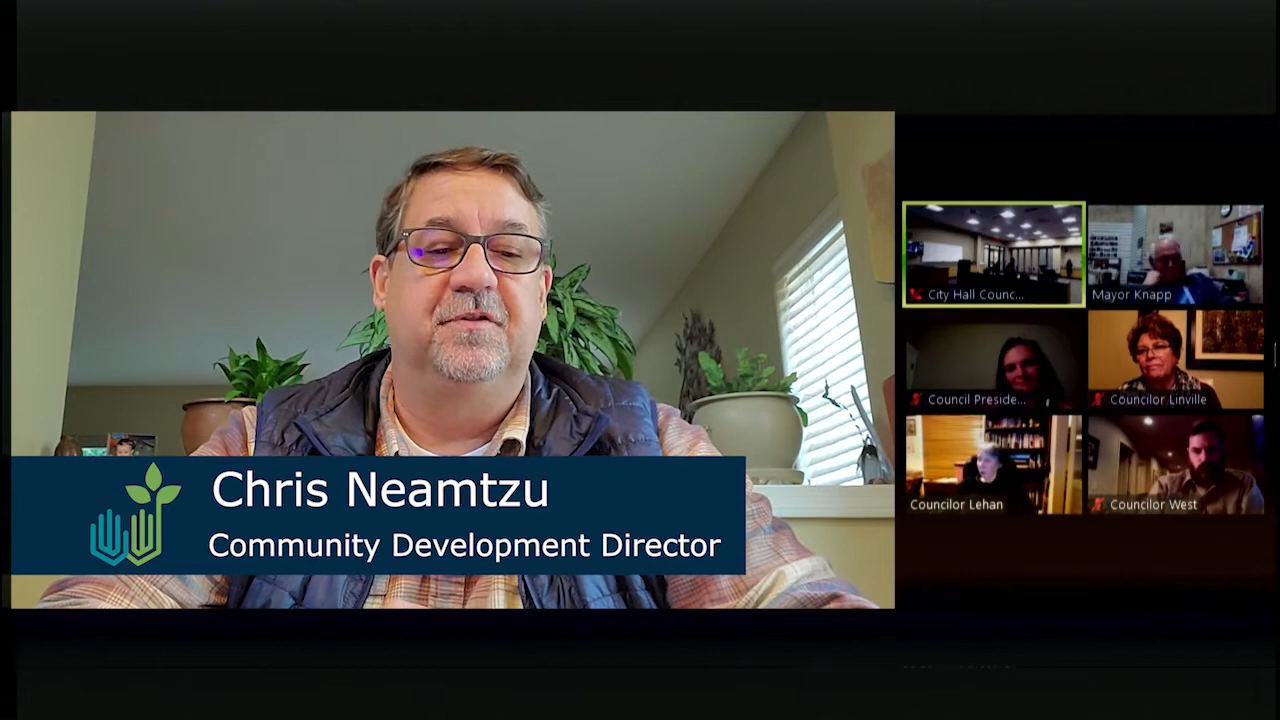 Chris Neamtzu
Community Development Director
City Hall Counc...
Mayor Knapp
Council Preside...
Councilor Linville
Councilor Lehan
Councilor West